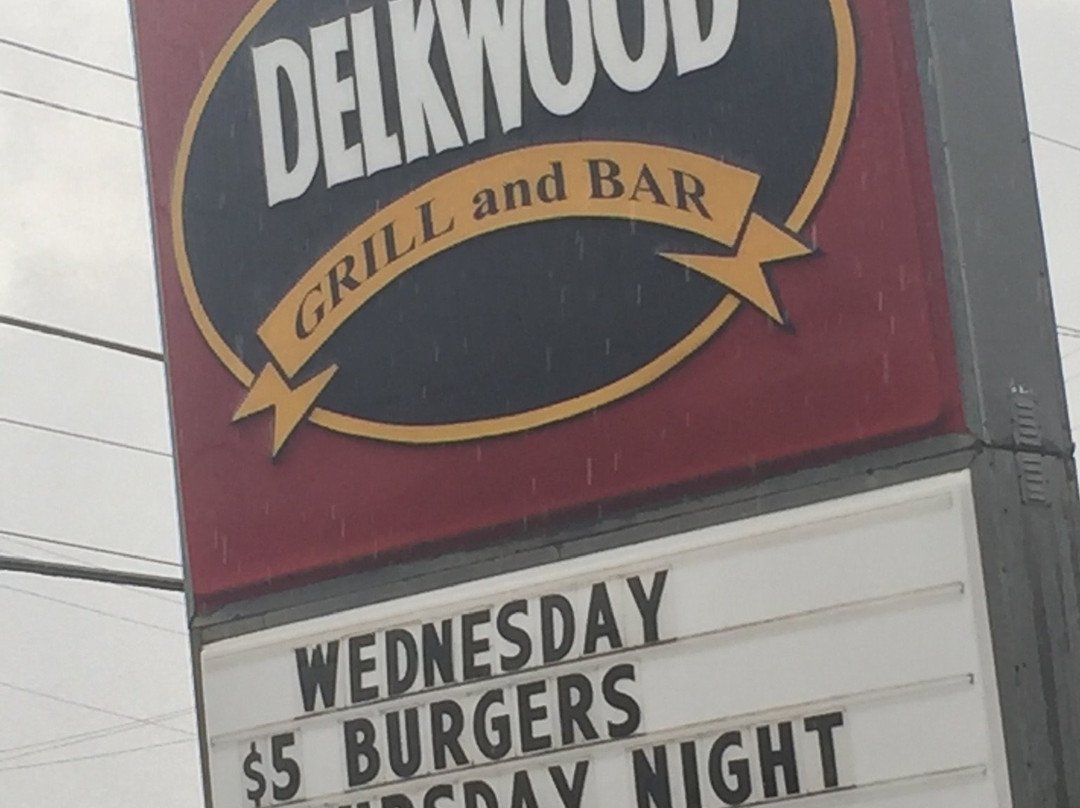 DELKWOOD
GRILL and BAR
WEDNESDAY
$5 BURGERS
NIGHT